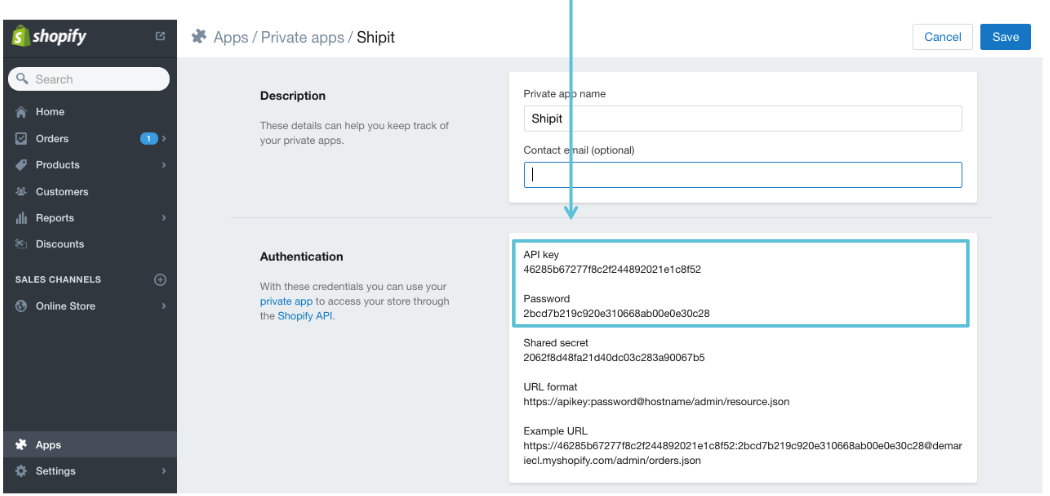 shopify
Apps / Private apps / Shipit
Cancel
Save
Search
Home
Orders
1
Products
Customers
Reports
Discounts
SALES CHANNELS
Online Store
Apps
Settings
Description
These details can help you keep track of
your private apps.
Private app name
Shipit
Contact email (optional)
Authentication
With these credentials you can use your
private app to access your store through
the Shopify API.
API key
46285b67277f8c2f244892021e1c8f52
Password
2bcd7b219c920e310668ab00e0e30c28
Shared secret
2062f8d48fa21d40dc03c283a90067b5
URL format
https://apikey:password@hostname/admin/resource.json
Example URL
https://46285b67277f8c2f244892021e1c8f52:2bcd7b219c920e310668ab00e0e30c28@demar
iecl.myshopify.com/admin/orders.json